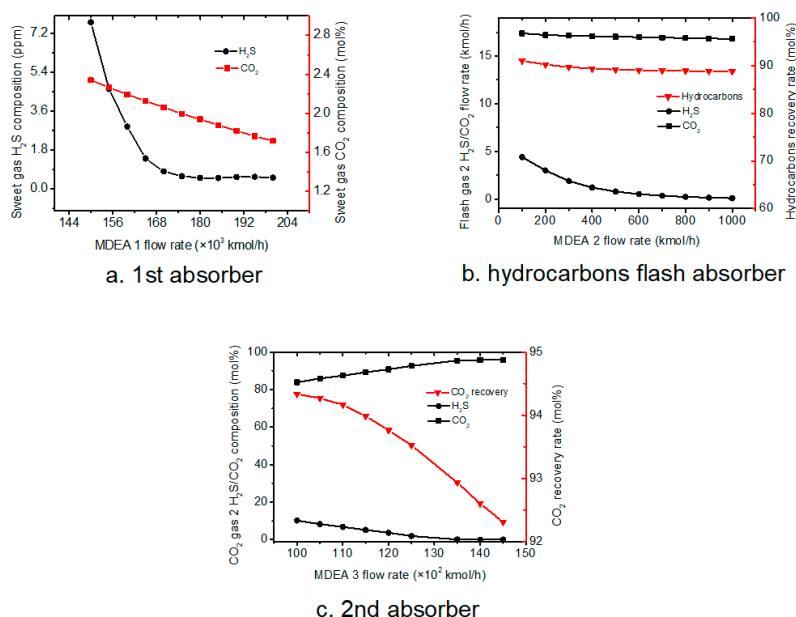 Sweet gas H₂S composition (ppm)
7.2
5.4
3.6
1.8
0.0
H₂S
CO₂
2.8
2.4
2.0
1.6
1.2
Sweet gas CO₂ composition (mol%)
144 156 168 180 192 204
MDEA 1 flow rate (×10³ kmol/h)
a. 1st absorber
Flash gas 2 H₂S/CO₂ flow rate (kmol/h)
15
10
5
0
Hydrocarbons
H₂S
CO₂
100
90
80
70
60
Hydrocarbons recovery rate (mol%)
0 200 400 600 800 1000
MDEA 2 flow rate (kmol/h)
b. hydrocarbons flash absorber
CO₂ gas 2 H₂S/CO₂ composition (mol%)
100
80
60
40
20
0
CO₂ recovery
H₂S
CO₂
95
94
93
92
CO₂ recovery rate (mol%)
100 110 120 130 140 150
MDEA 3 flow rate (×10² kmol/h)
c. 2nd absorber